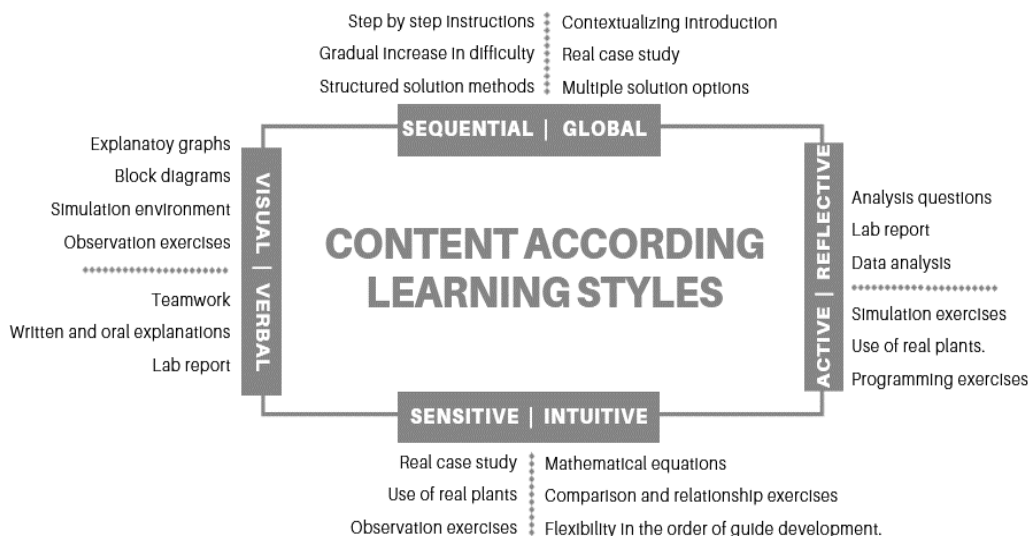 Step by step instructions
Gradual increase in difficulty
Structured solution methods
Contextualizing introduction
Real case study
Multiple solution options
SEQUENTIAL | GLOBAL
Explanatoy graphs
Block diagrams
Simulation environment
Observation exercises
VISUAL | VERBAL
Teamwork
Written and oral explanations
Lab report
CONTENT ACCORDING
LEARNING STYLES
ACTIVE | REFLECTIVE
Analysis questions
Lab report
Data analysis
Simulation exercises
Use of real plants.
Programming exercises
SENSITIVE | INTUITIVE
Real case study
Use of real plants
Observation exercises
Mathematical equations
Comparison and relationship exercises
Flexibility in the order of guide development.